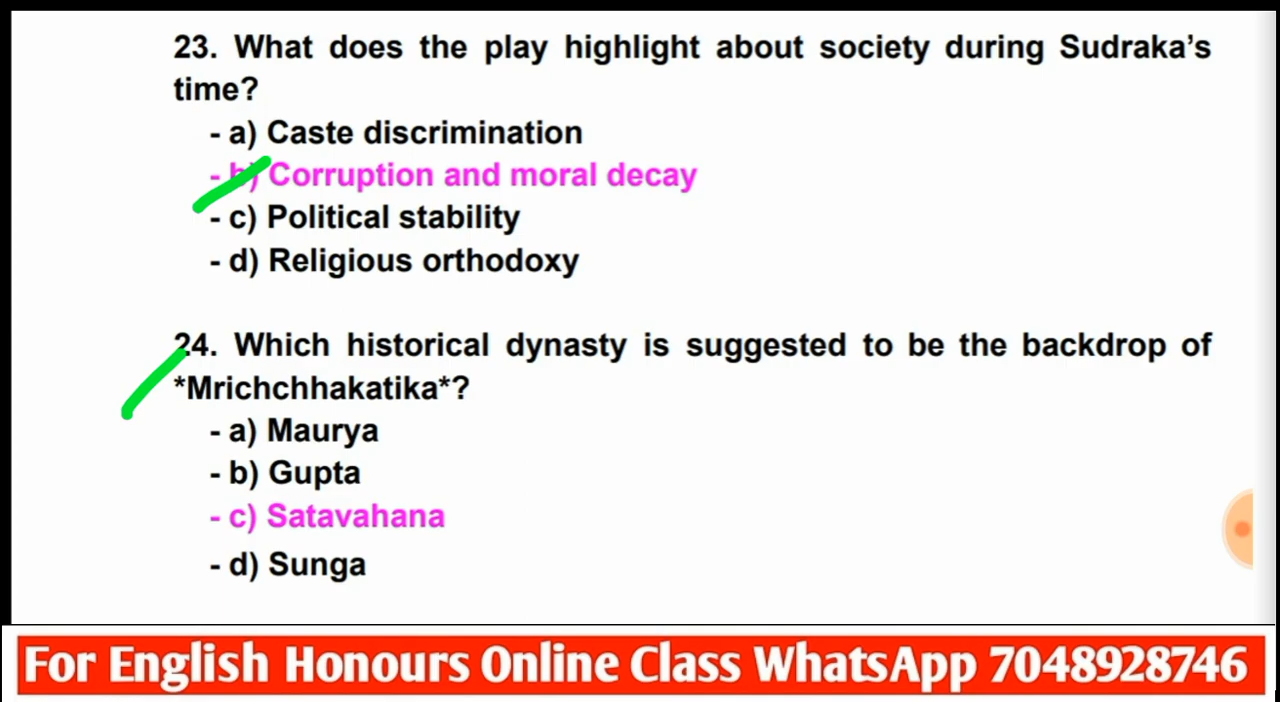 23. What does the play highlight about society during Sudraka's
time?
- a) Caste discrimination
- b) Corruption and moral decay
- c) Political stability
- d) Religious orthodoxy
24. Which historical dynasty is suggested to be the backdrop of
*Mrichchhakatika*?
- a) Maurya
- b) Gupta
- c) Satavahana
- d) Sunga
For English Honours Online Class WhatsApp 7048928746